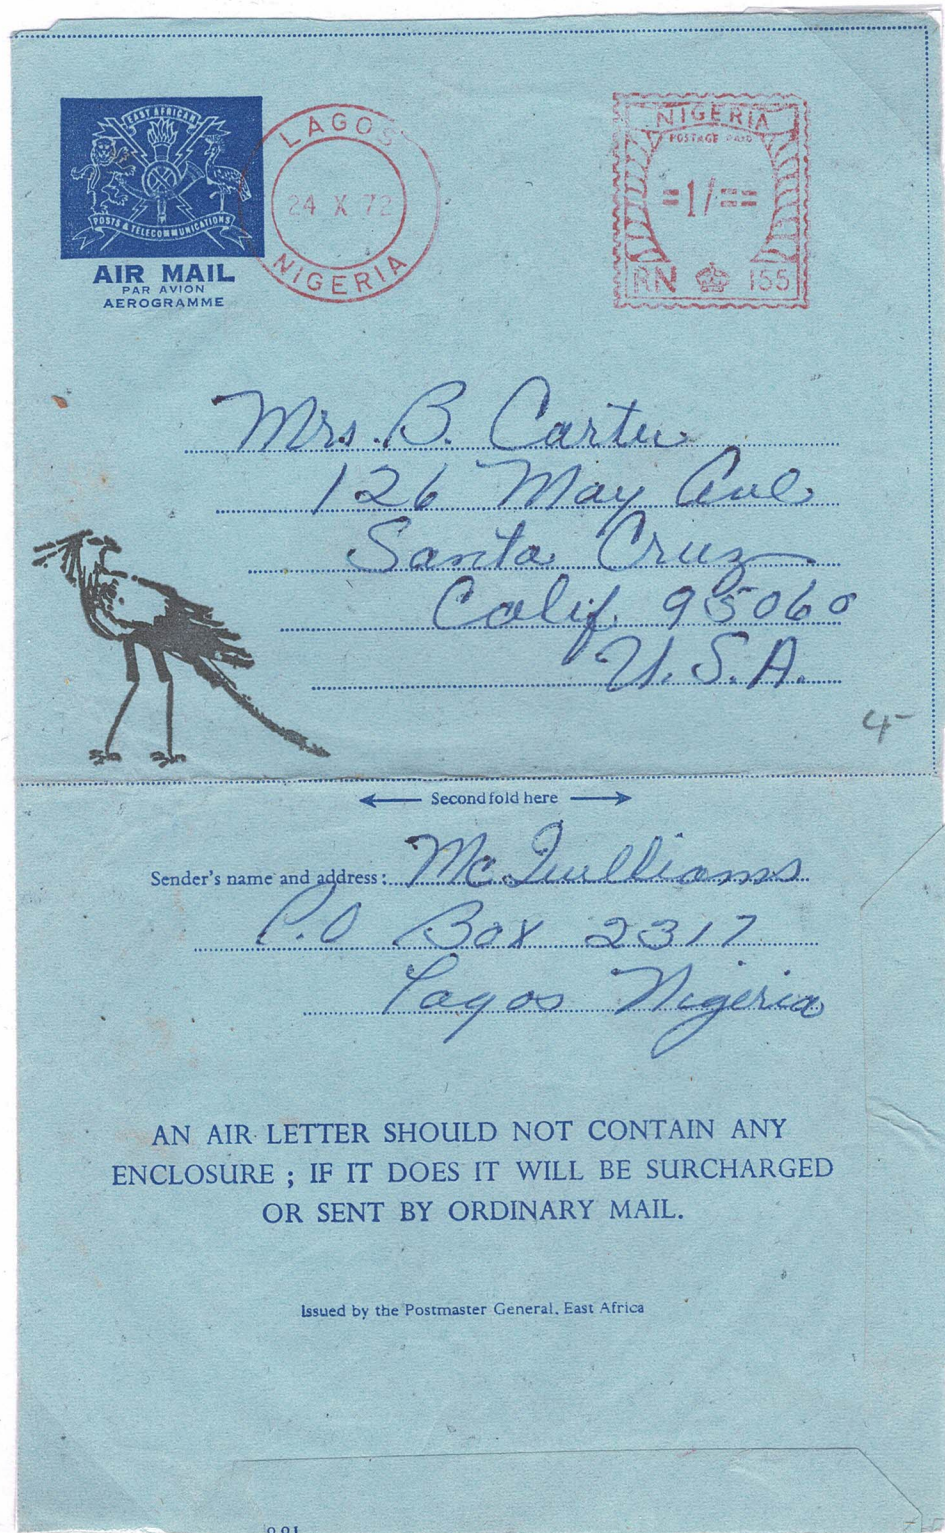 EAST AFRICAN
POSTS & TELECOMMUNICATIONS
AIR MAIL
PAR AVION
AEROGRAMME
LAGOS
24 X 72
NIGERIA
NIGERIA
POSTAGE PAID
=1/==
RN 155
Mrs. B. Carter
126 May Ave
Santa Cruz
Calif. 95060
U.S.A.
Second fold here
Sender's name and address: McQuilliams
P.O Box 2317
Lagos Nigeria
AN AIR LETTER SHOULD NOT CONTAIN ANY
ENCLOSURE ; IF IT DOES IT WILL BE SURCHARGED
OR SENT BY ORDINARY MAIL.
Issued by the Postmaster General, East Africa